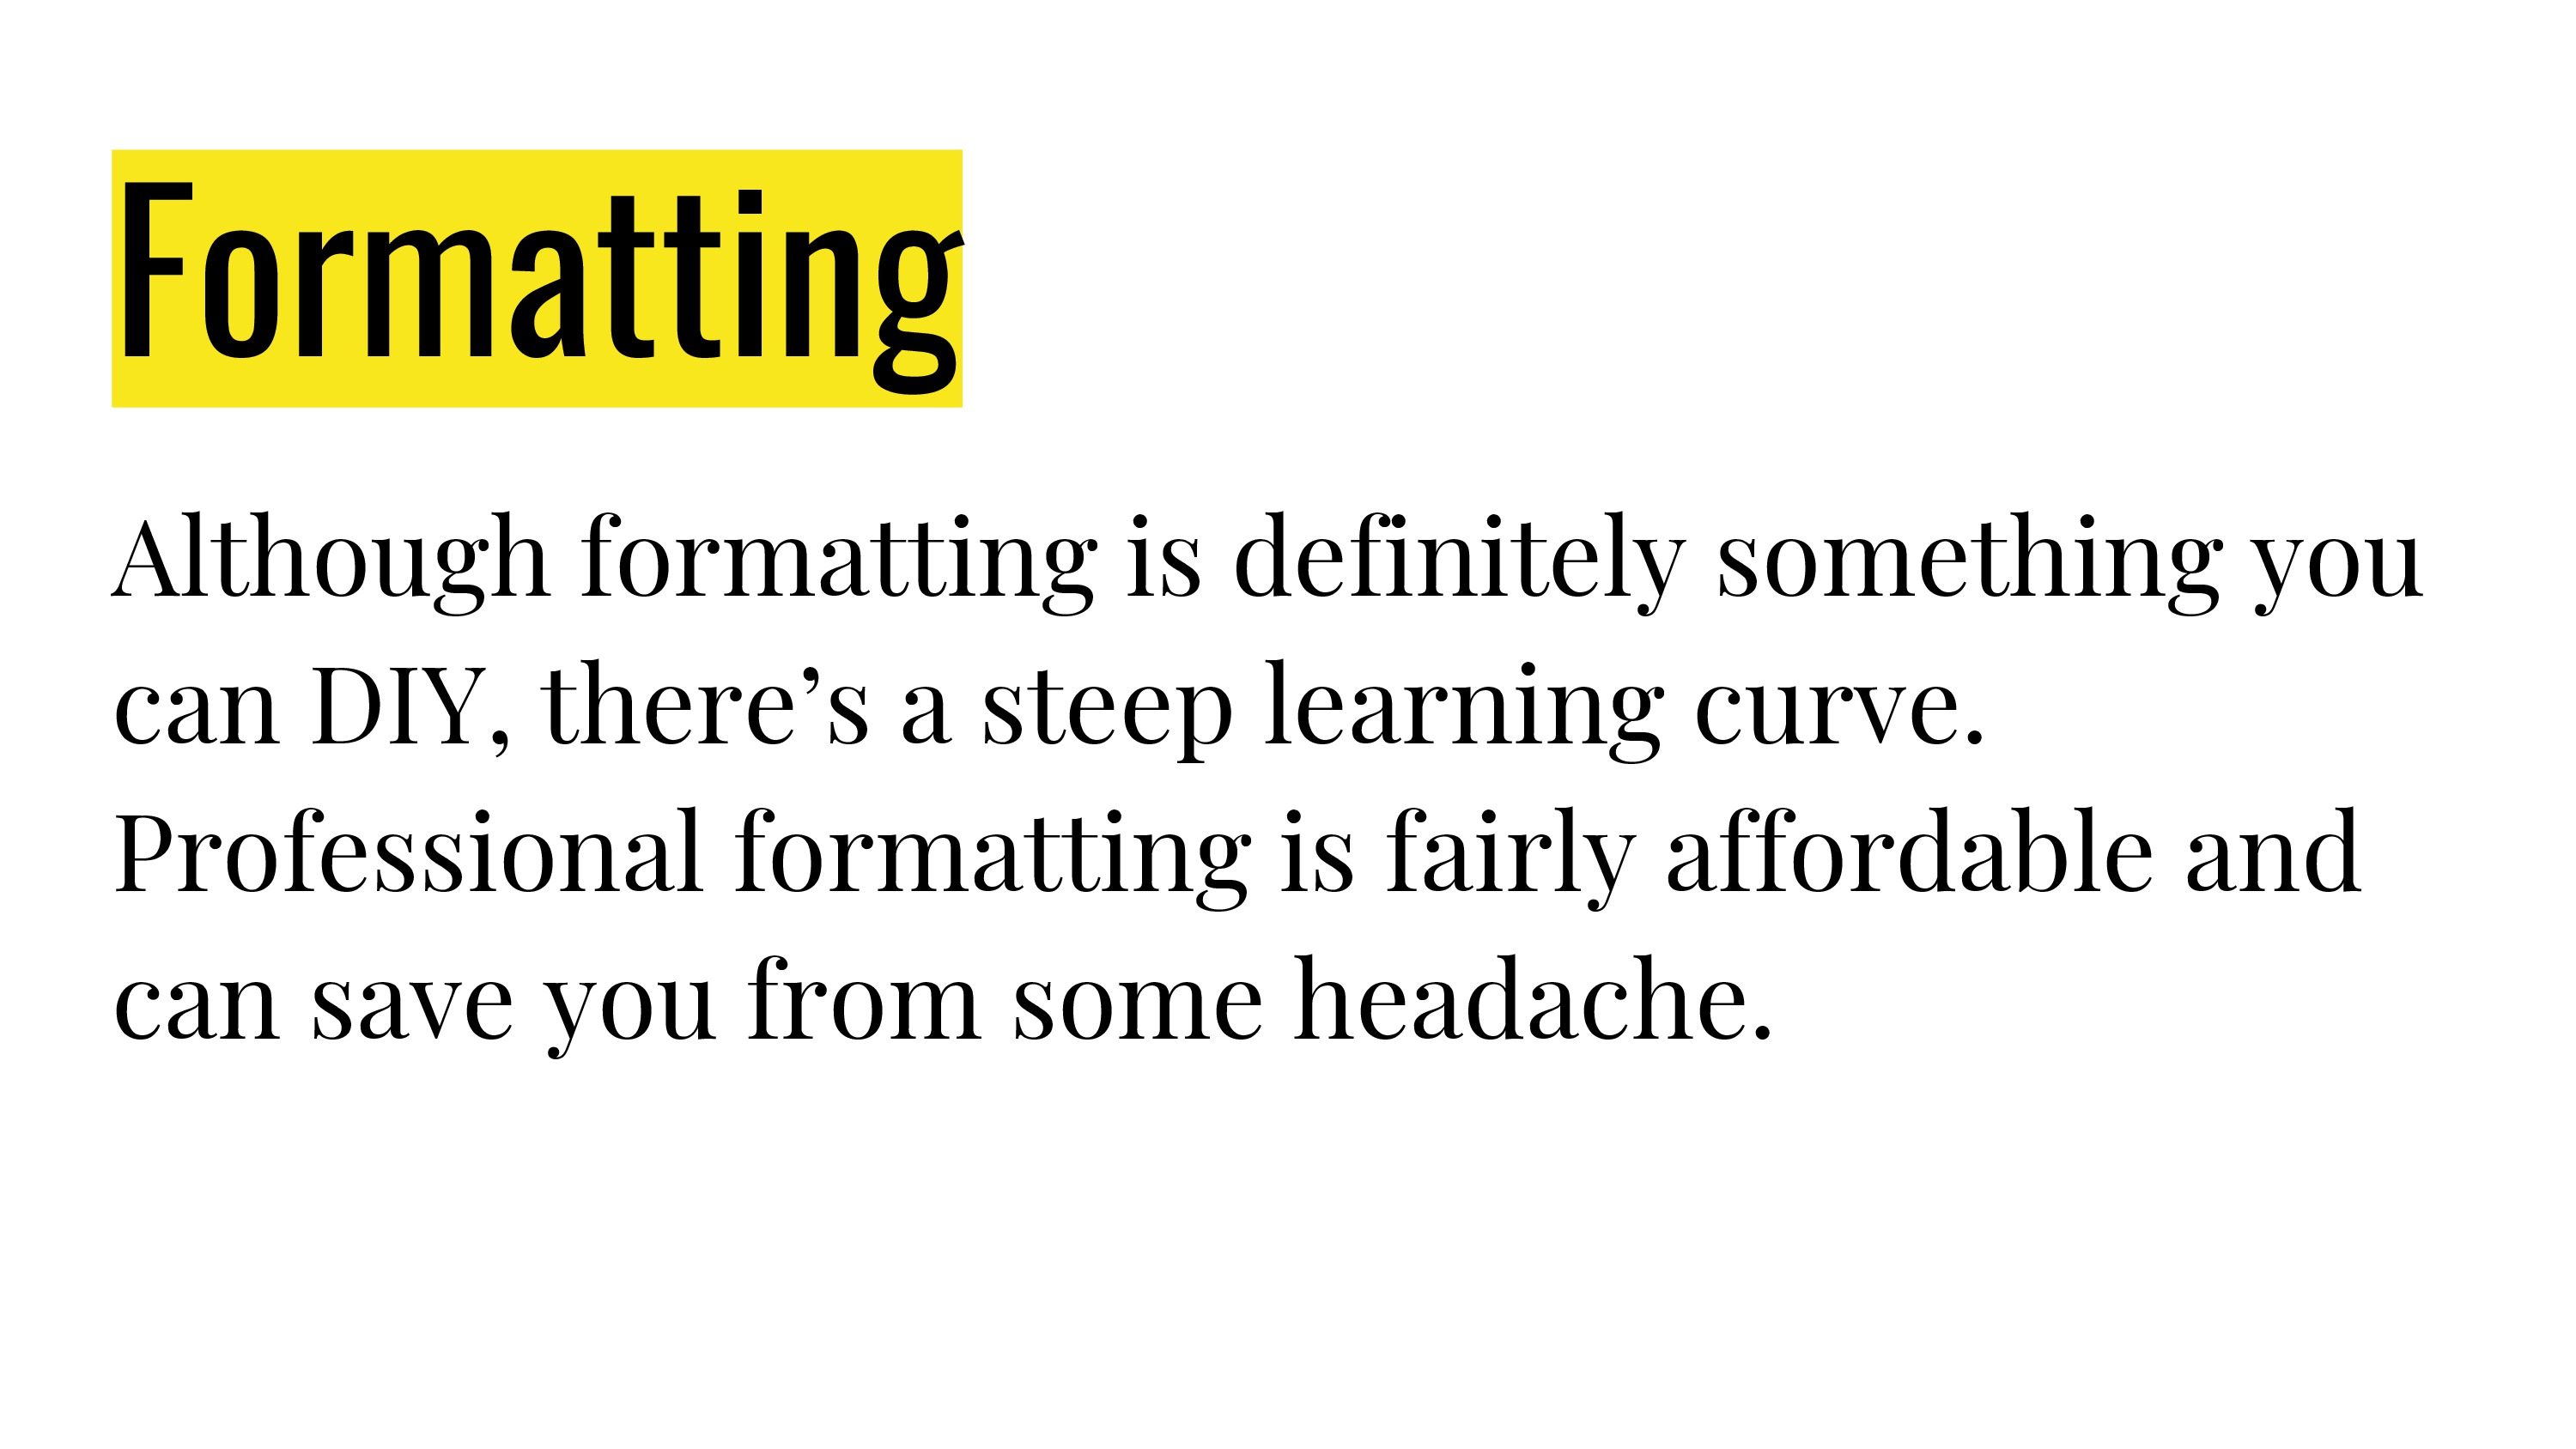 Formatting
Although formatting is definitely something you
can DIY, there’s a steep learning curve.
Professional formatting is fairly affordable and
can save you from some headache.